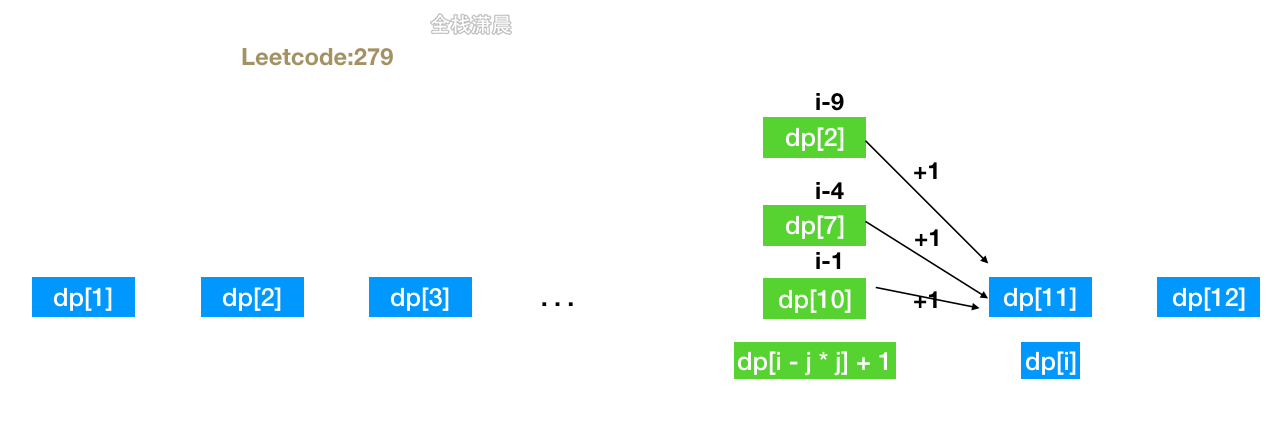 全栈潇晨
Leetcode:279
i-9
dp[2]
+1
i-4
dp[7]
+1
i-1
dp[1]
dp[2]
dp[3]
...
dp[10]
+1
dp[11]
dp[12]
dp[i - j * j] + 1
dp[i]